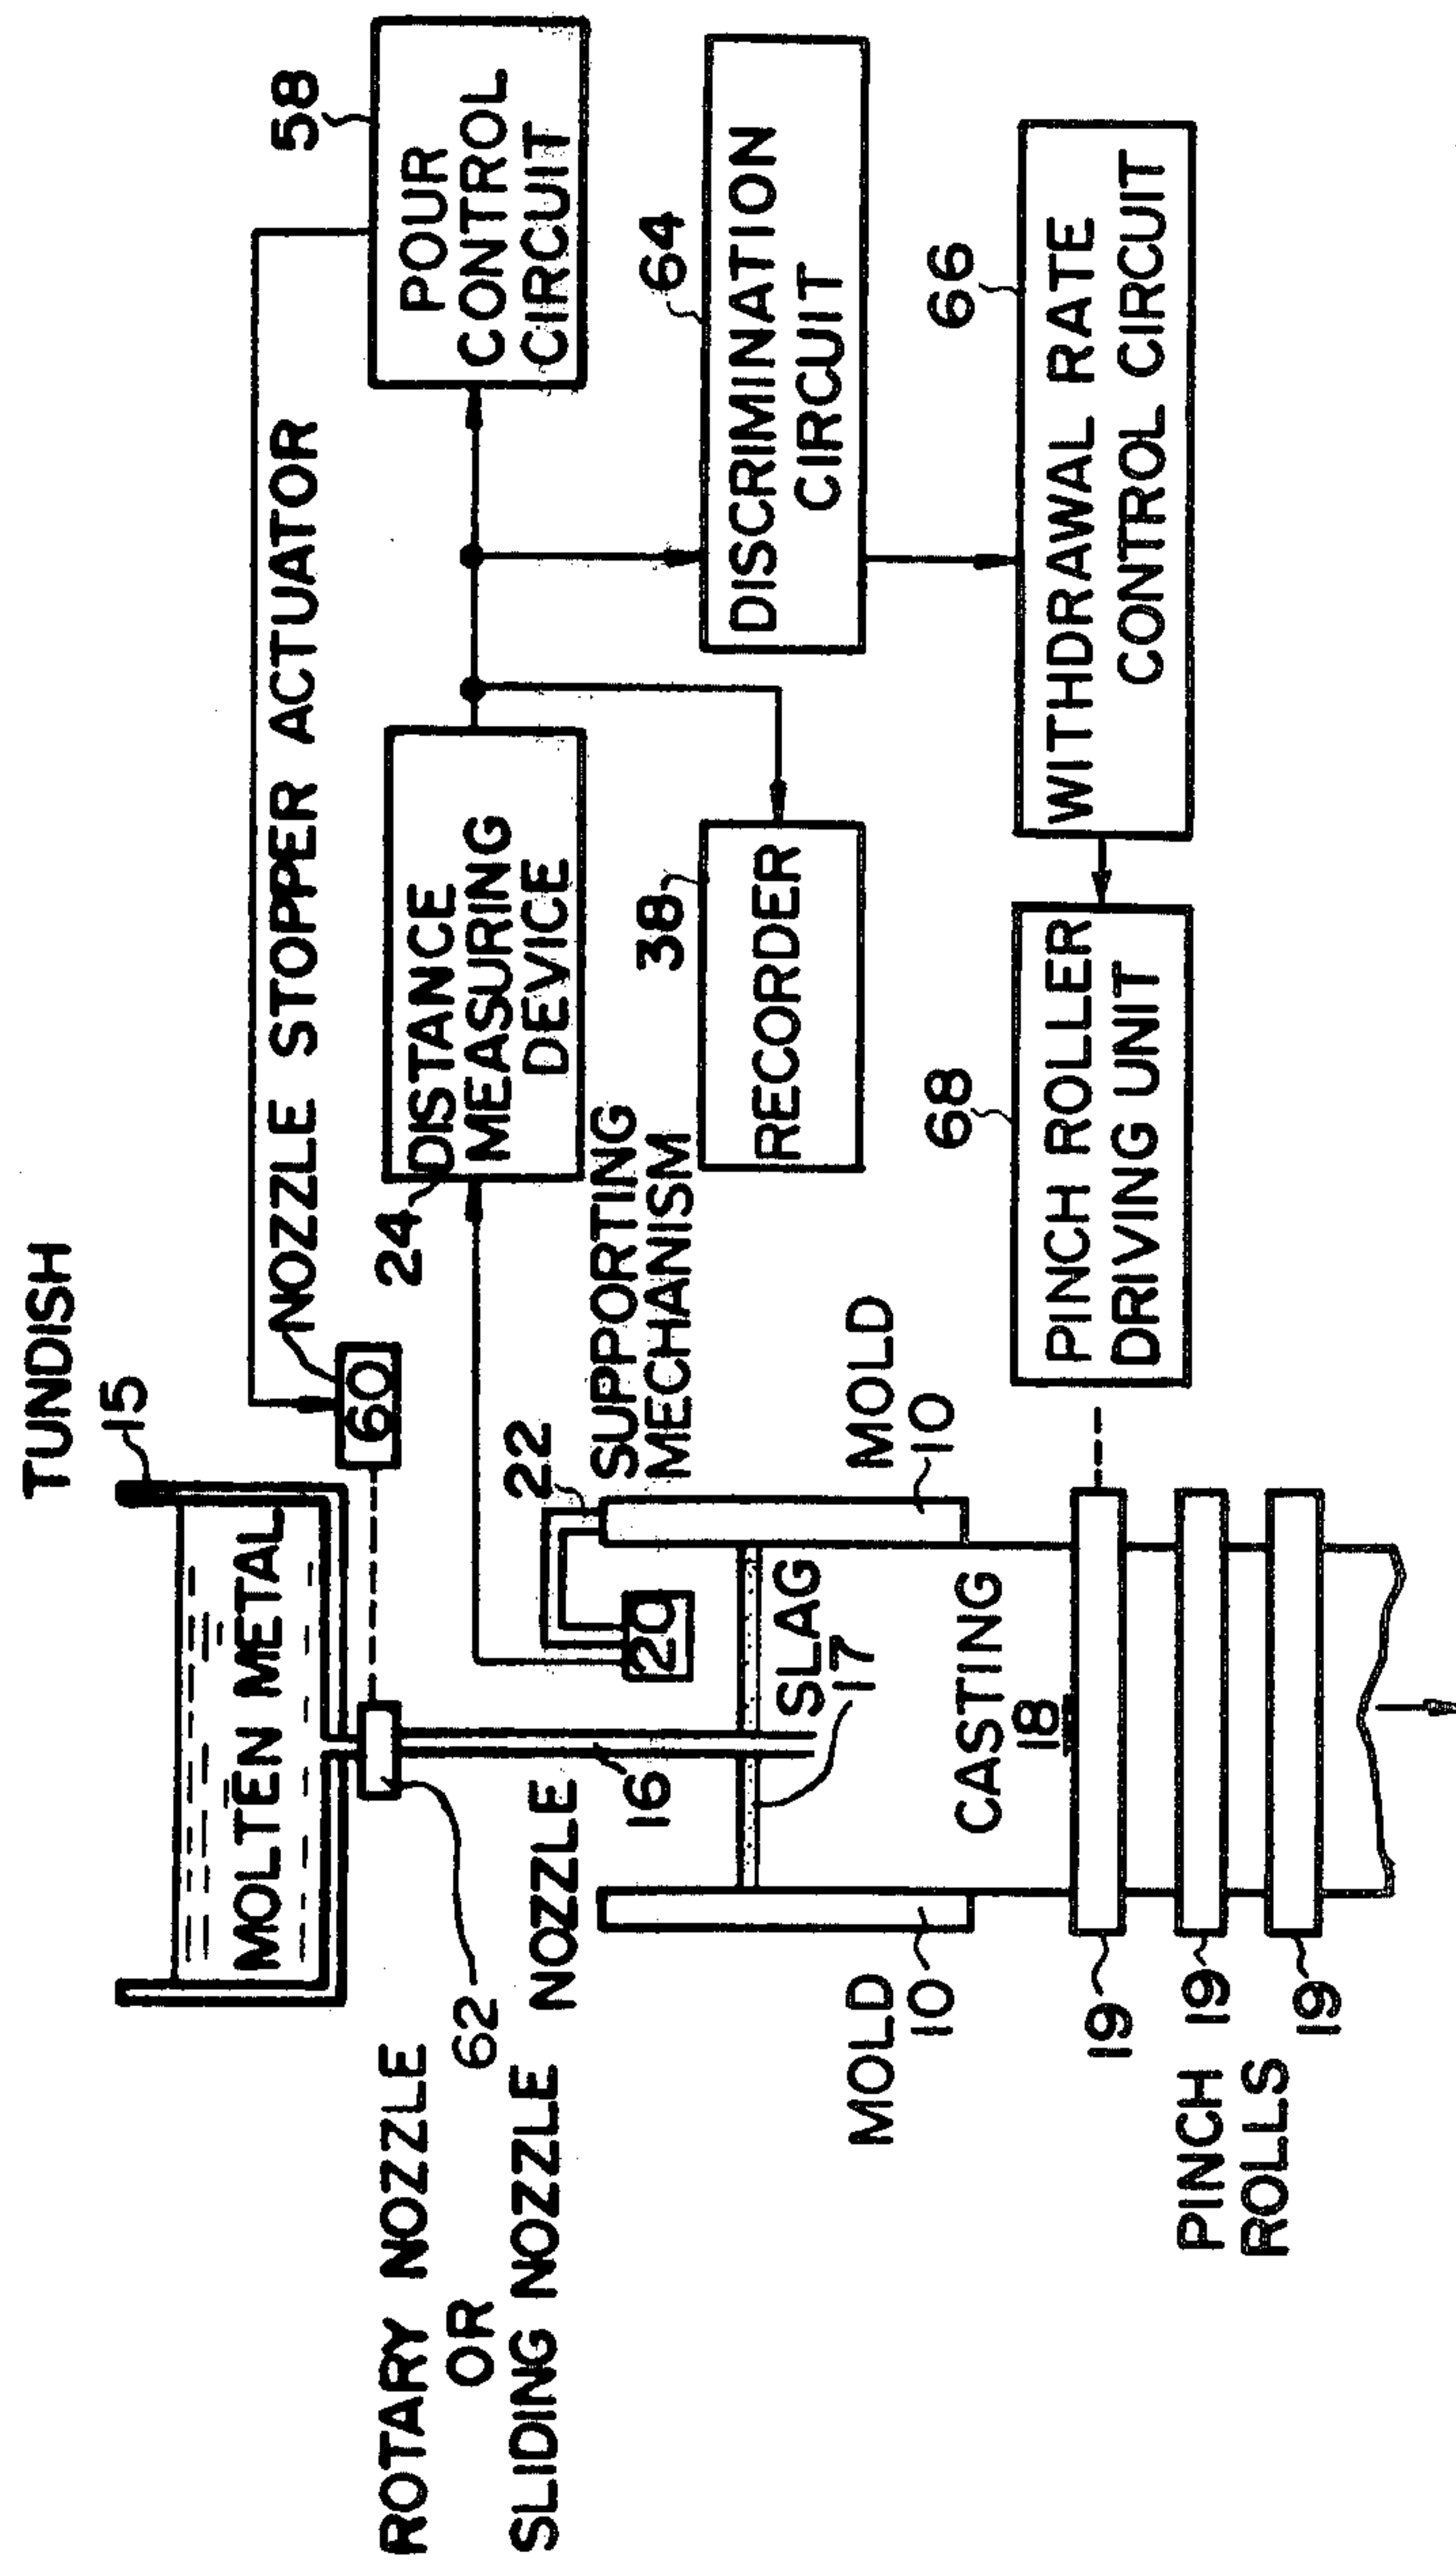 TUNDISH
15
MOLTEN METAL
NOZZLE STOPPER ACTUATOR
60
58
POUR
CONTROL
CIRCUIT
ROTARY NOZZLE
OR
SLIDING NOZZLE
62
24
DISTANCE
MEASURING
DEVICE
NOZZLE
16
22
20
SUPPORTING
MECHANISM
38
RECORDER
64
DISCRIMINATION
CIRCUIT
SLAG
17
MOLD
10
MOLD
10
CASTING
18
68
PINCH ROLLER
DRIVING UNIT
66
WITHDRAWAL RATE
CONTROL CIRCUIT
19
19
19
PINCH
ROLLS